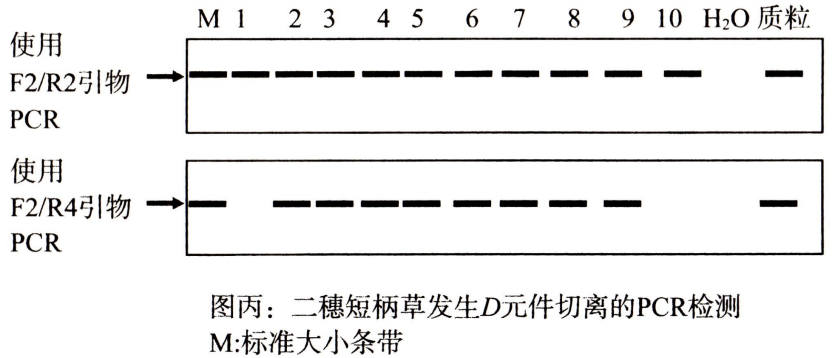 M 1 2 3 4 5 6 7 8 9 10 H₂O 质粒
使用
F2/R2引物
PCR
使用
F2/R4引物
PCR
图丙：二穗短柄草发生D元件切离的PCR检测
M:标准大小条带